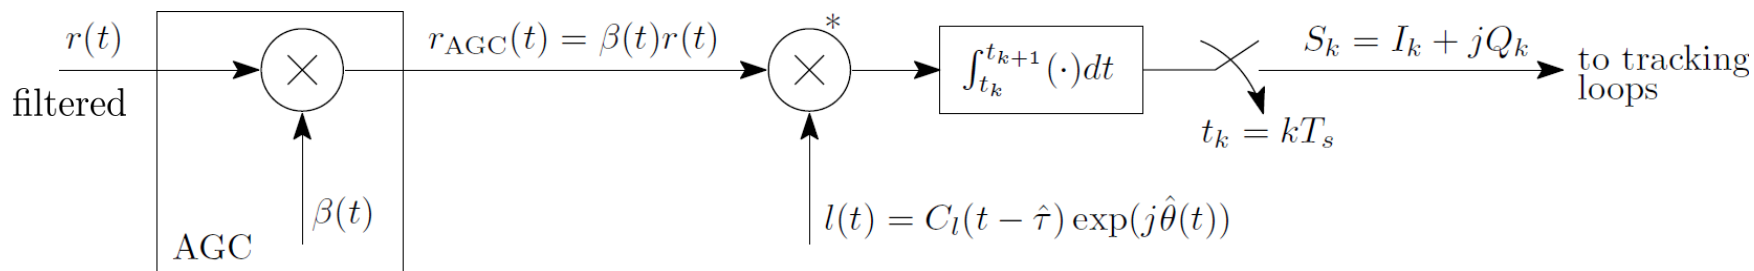 r(t)
filtered
β(t)
AGC
r_AGC(t) = β(t)r(t)
*
l(t) = C_l(t − τ̂) exp(jθ̂(t))
∫_{t_k}^{t_{k+1}}(·)dt
t_k = kT_s
S_k = I_k + jQ_k
to tracking
loops